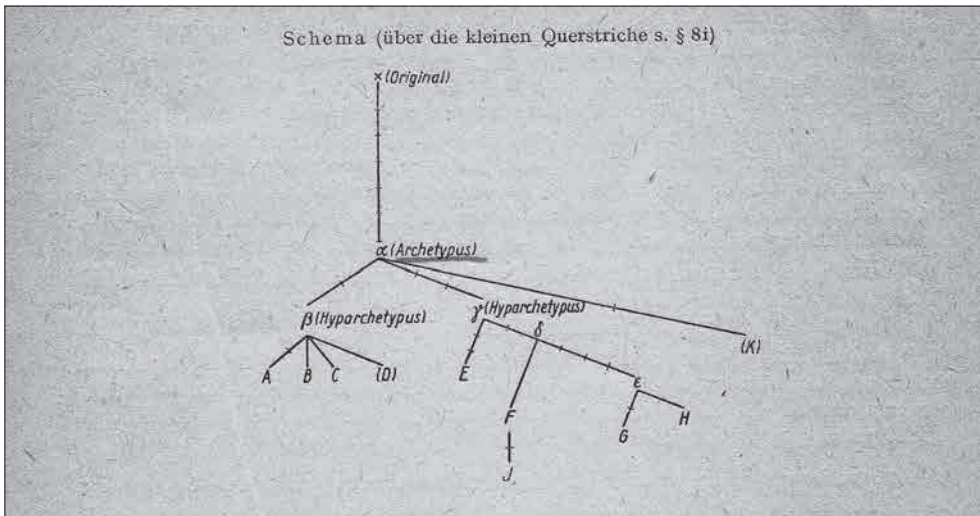 Schema (über die kleinen Querstriche s. § 8i)
×(Original)
α(Archetypus)
β(Hyparchetypus)
γ(Hyparchetypus)
δ
(K)
A B C (D) E
ε
F
G H
J